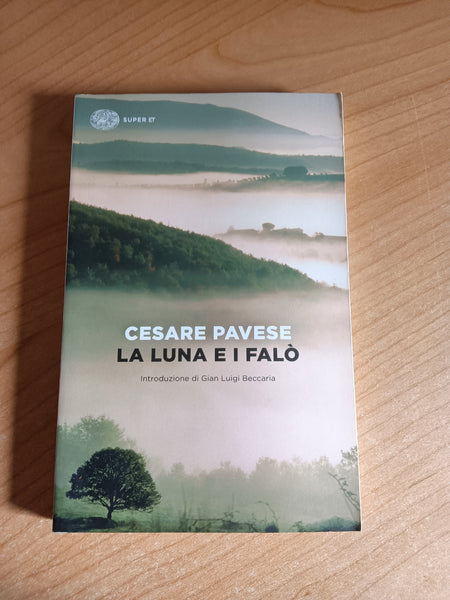 SUPER ET
CESARE PAVESE
LA LUNA E I FALÒ
Introduzione di Gian Luigi Beccaria